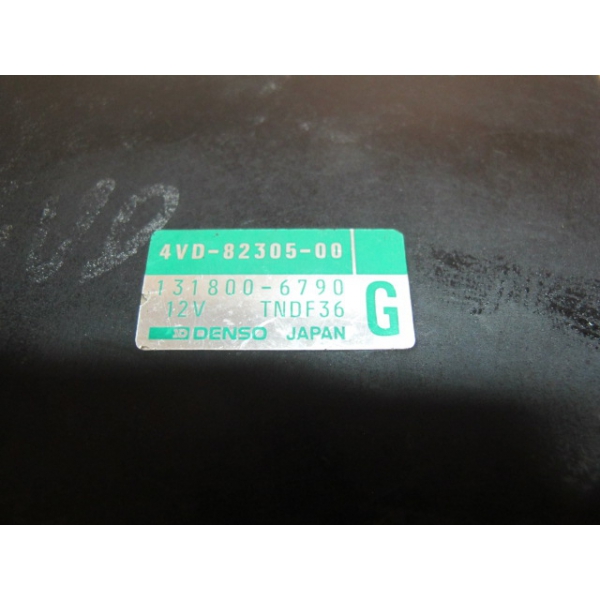 4VD-82305-00
131800-6790
12V TNDF36
DENSO JAPAN
G